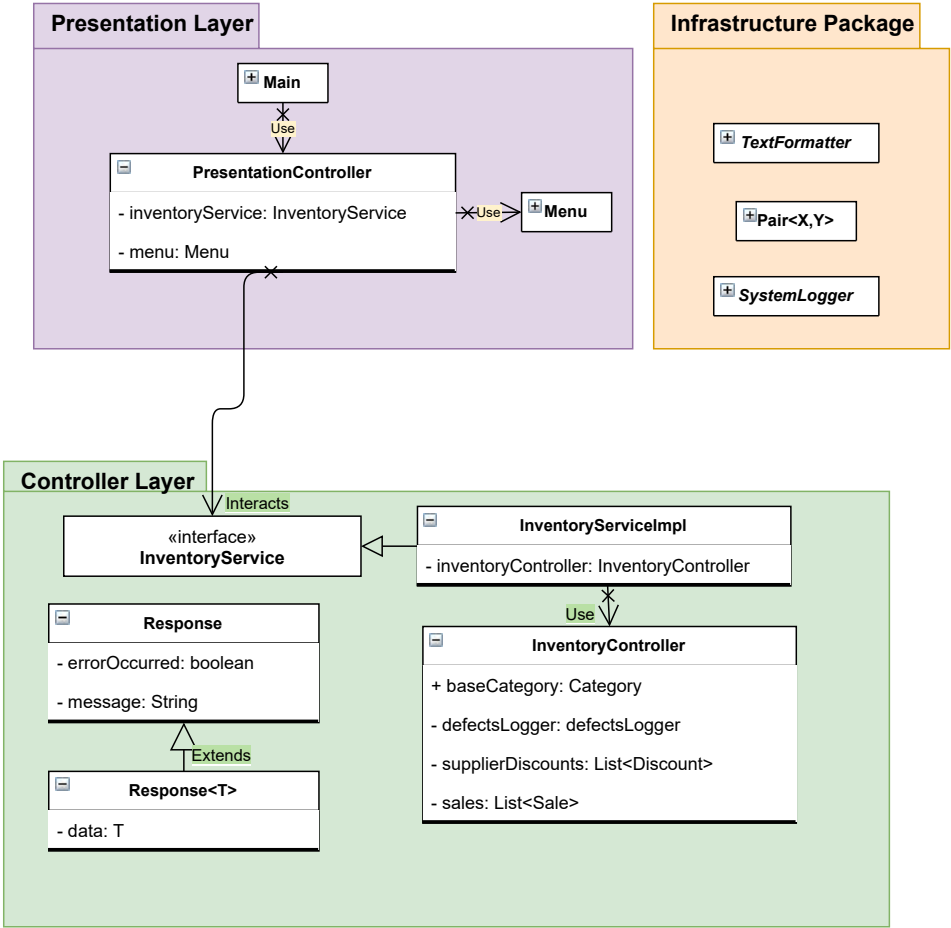 Presentation Layer
Main
Use
PresentationController
- inventoryService: InventoryService
- menu: Menu
Use
Menu
Infrastructure Package
TextFormatter
Pair<X,Y>
SystemLogger
Controller Layer
Interacts
«interface»
InventoryService
InventoryServiceImpl
- inventoryController: InventoryController
Use
Response
- errorOccurred: boolean
- message: String
Extends
Response<T>
- data: T
InventoryController
+ baseCategory: Category
- defectsLogger: defectsLogger
- supplierDiscounts: List<Discount>
- sales: List<Sale>